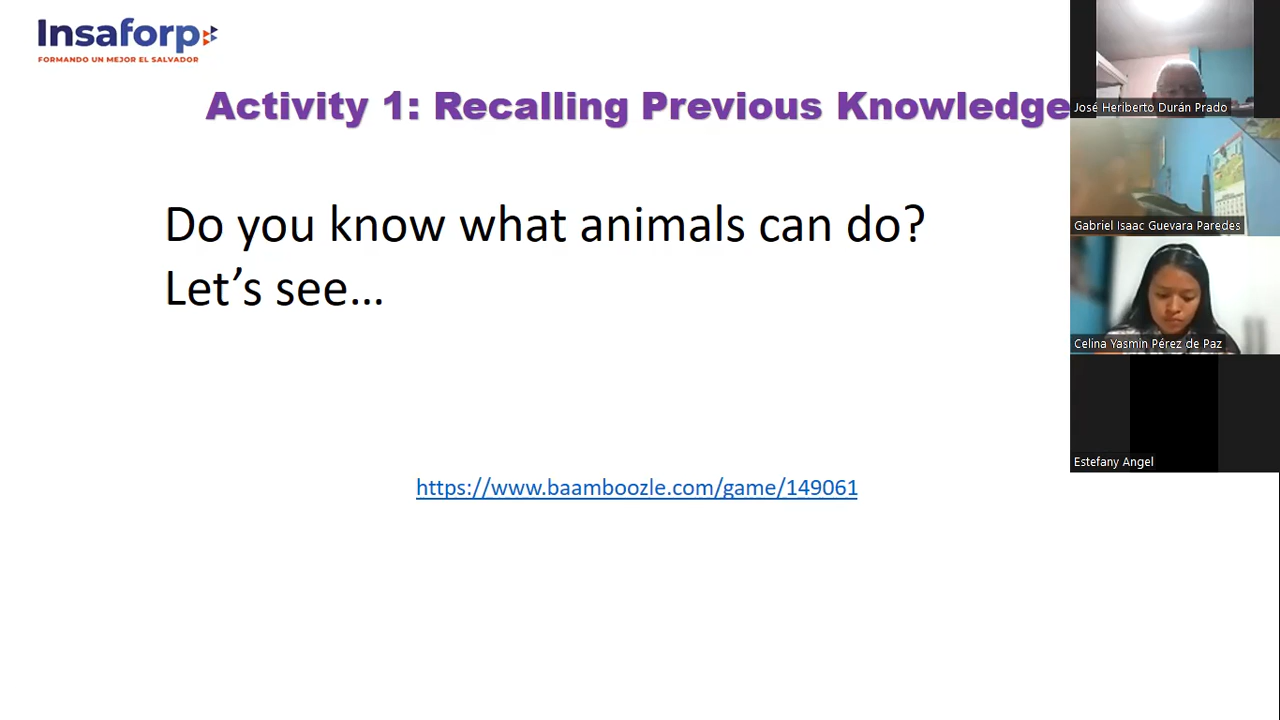 Insaforp
FORMANDO UN MEJOR EL SALVADOR
Activity 1: Recalling Previous Knowledge
Do you know what animals can do?
Let’s see…
https://www.baamboozle.com/game/149061
José Heriberto Durán Prado
Gabriel Isaac Guevara Paredes
Celina Yasmin Pérez de Paz
Estefany Angel